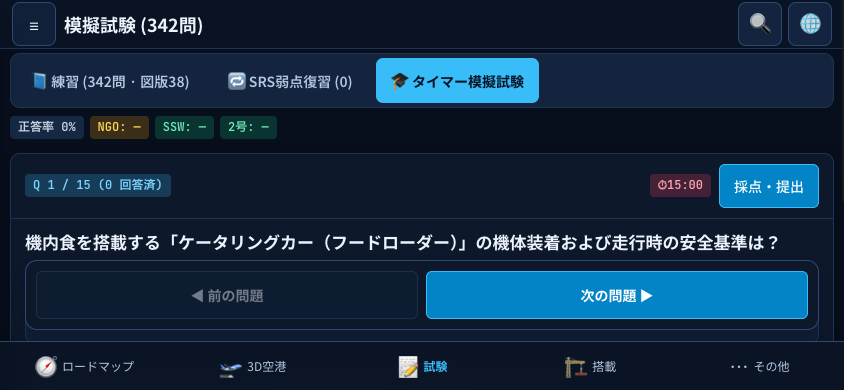 ≡ 模擬試験 (342問)
練習 (342問・図版38) SRS弱点復習 (0) タイマー模擬試験
正答率 0% NGO: — SSW: — 2号: —
Q 1 / 15 (0 回答済) ⏱15:00 採点・提出
機内食を搭載する「ケータリングカー（フードローダー）」の機体装着および走行時の安全基準は？
◀ 前の問題 次の問題 ▶
ロードマップ 3D空港 試験 搭載 ⋯ その他